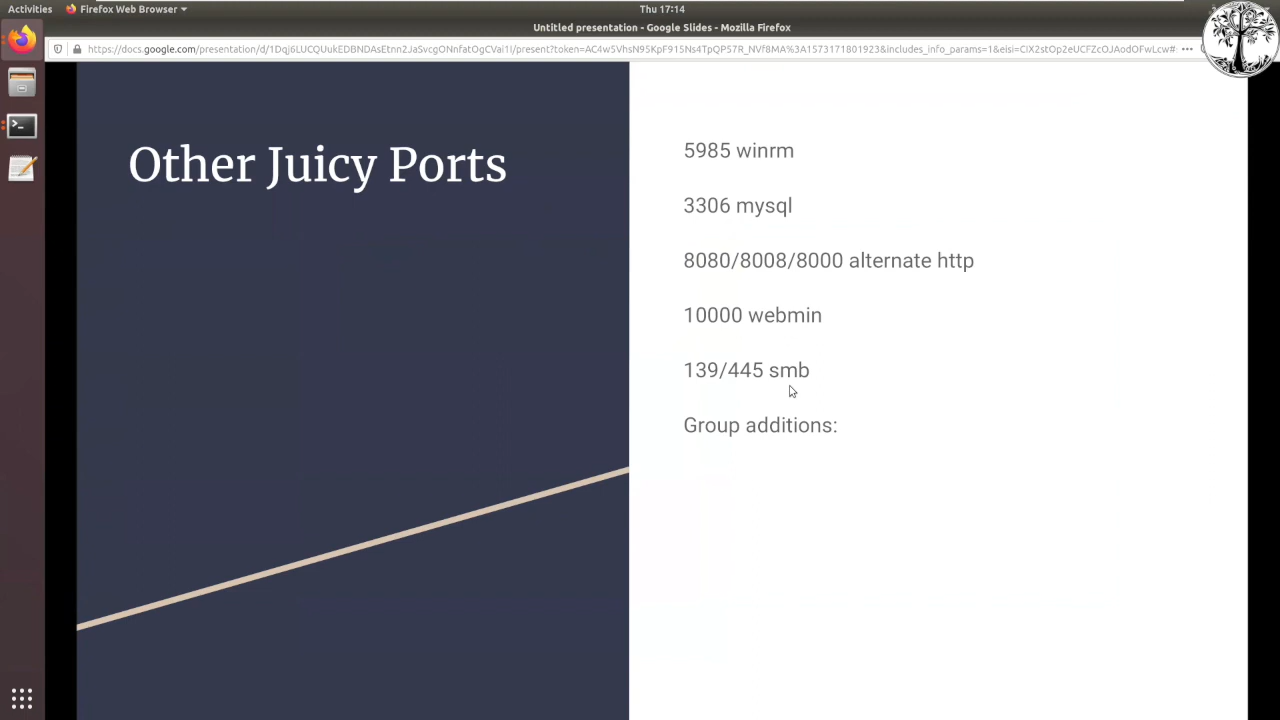 Activities
Firefox Web Browser
Thu 17:14
Untitled presentation - Google Slides - Mozilla Firefox
Other Juicy Ports
5985 winrm
3306 mysql
8080/8008/8000 alternate http
10000 webmin
139/445 smb
Group additions: